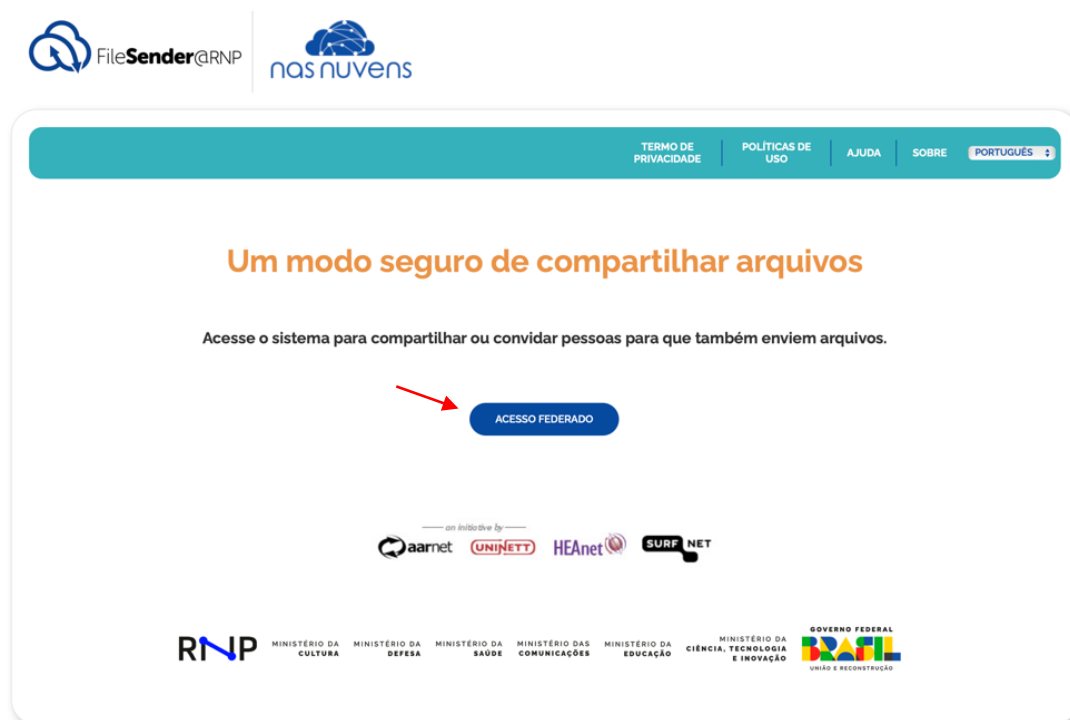 FileSender@RNP
nas nuvens
TERMO DE
PRIVACIDADE
POLÍTICAS DE
USO
AJUDA
SOBRE
PORTUGUÊS
Um modo seguro de compartilhar arquivos
Acesse o sistema para compartilhar ou convidar pessoas para que também enviem arquivos.
ACESSO FEDERADO
an initiative by
aarnet
UNINETT
HEAnet
SURF NET
RNP
MINISTÉRIO DA
CULTURA
MINISTÉRIO DA
DEFESA
MINISTÉRIO DA
SAÚDE
MINISTÉRIO DAS
COMUNICAÇÕES
MINISTÉRIO DA
EDUCAÇÃO
MINISTÉRIO DA
CIÊNCIA, TECNOLOGIA
E INOVAÇÃO
GOVERNO FEDERAL
BRASIL
UNIÃO E RECONSTRUÇÃO